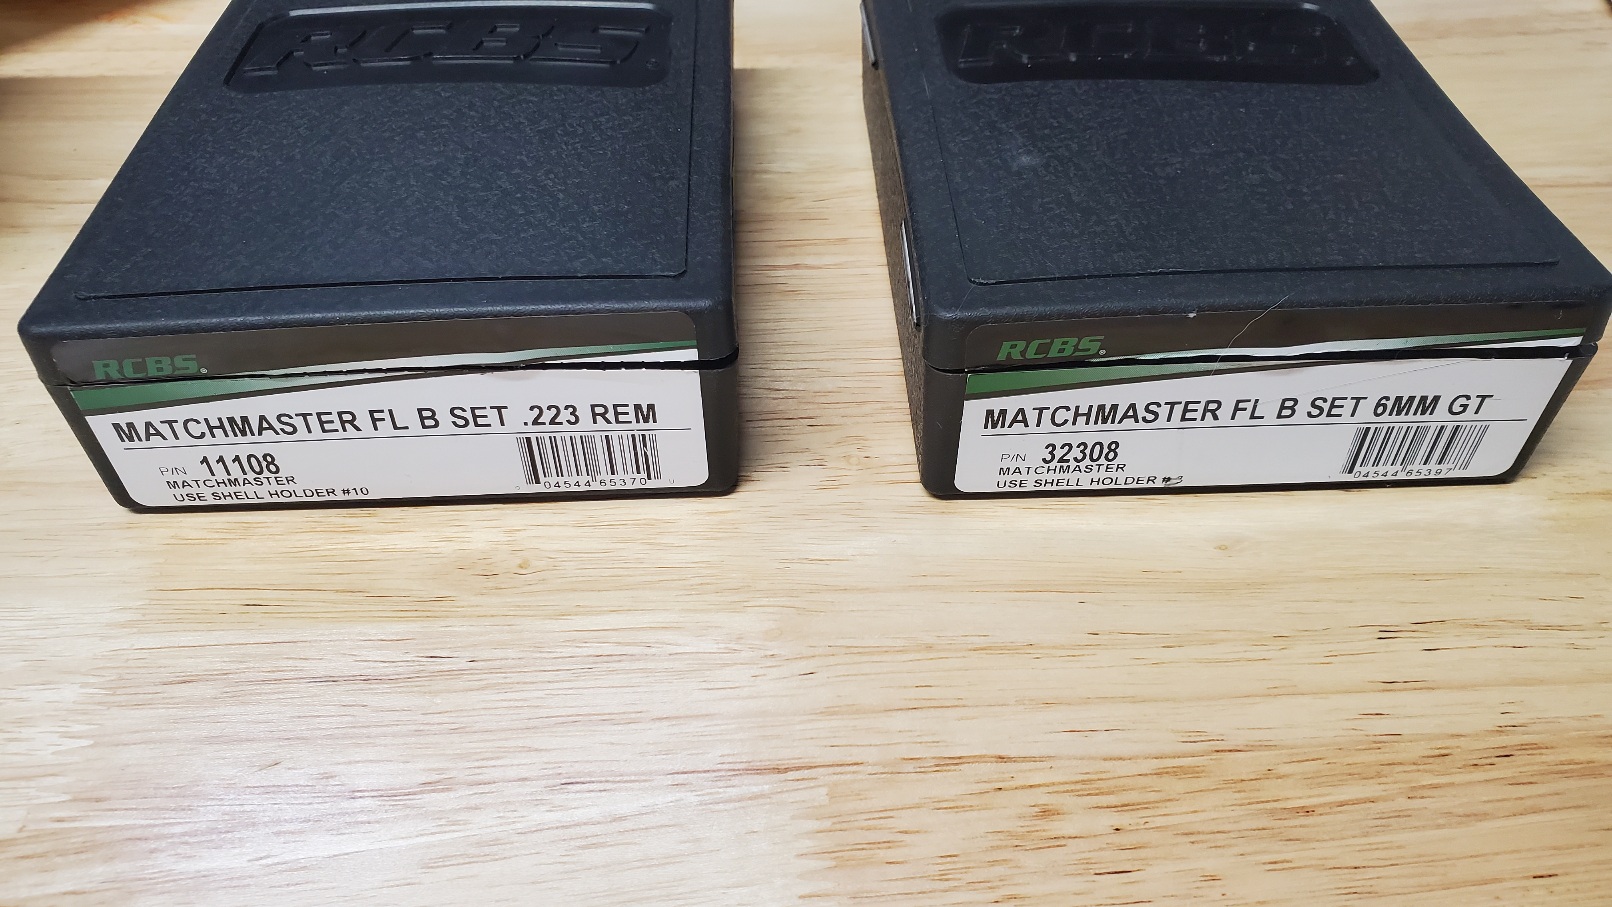 RCBS
RCBS.
MATCHMASTER FL B SET .223 REM
P/N 11108
MATCHMASTER
USE SHELL HOLDER #10
04544 65370
RCBS
RCBS.
MATCHMASTER FL B SET 6MM GT
P/N 32308
MATCHMASTER
USE SHELL HOLDER
04544 65397